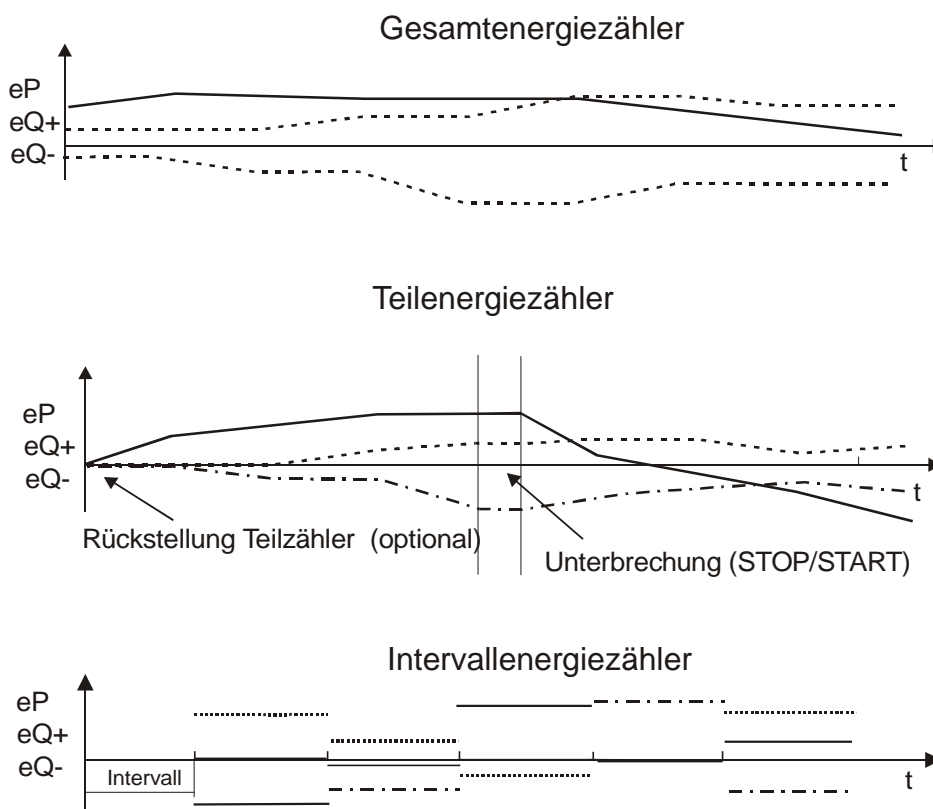 Gesamtenergiezähler
eP
eQ+
eQ-
t
Teilenergiezähler
eP
eQ+
eQ-
t
Rückstellung Teilzähler (optional)
Unterbrechung (STOP/START)
Intervallenergiezähler
eP
eQ+
eQ-
Intervall
t